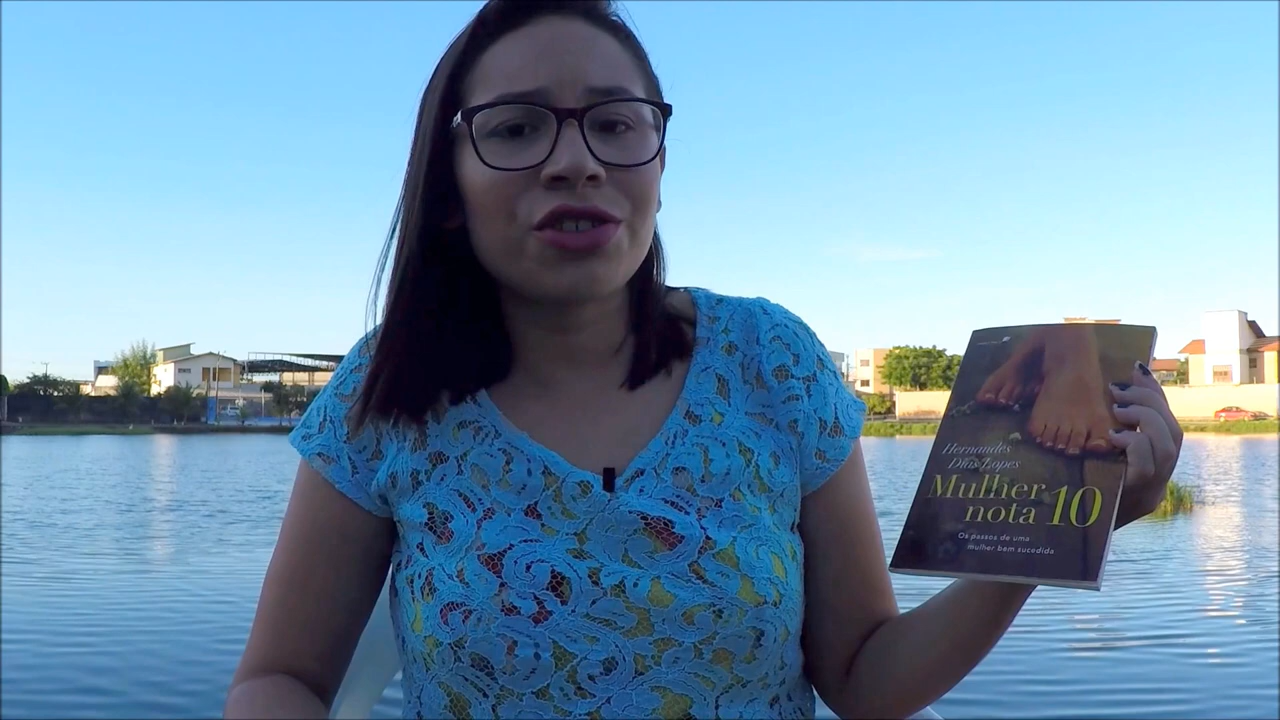 Hernandes
Dias Lopes
Mulher
nota 10
Os passos de uma
mulher bem sucedida